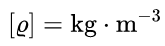 [ϱ] = kg · m⁻³